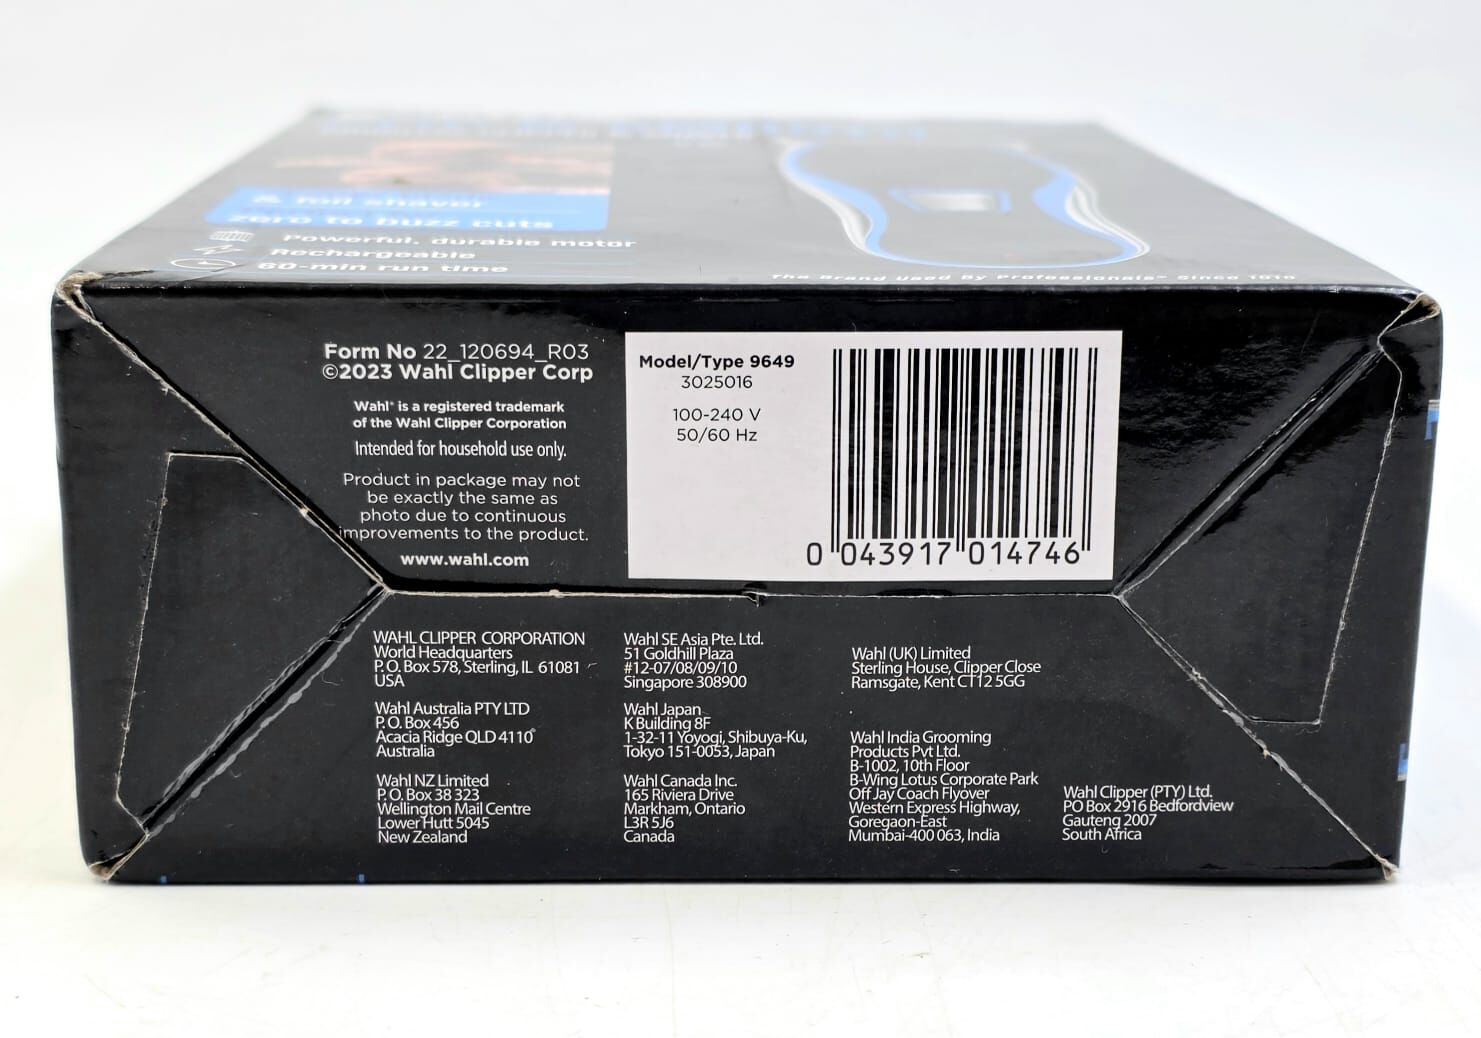 & foil shaver
zero to buzz cuts
Powerful, durable motor
Rechargeable
60-min run time
The Brand Used By Professionals™ Since 1919
Form No 22_120694_R03
©2023 Wahl Clipper Corp
Wahl® is a registered trademark
of the Wahl Clipper Corporation
Intended for household use only.
Product in package may not
be exactly the same as
photo due to continuous
improvements to the product.
www.wahl.com
Model/Type 9649
3025016
100-240 V
50/60 Hz
0 043917 014746
WAHL CLIPPER CORPORATION
World Headquarters
P.O. Box 578, Sterling, IL 61081
USA
Wahl Australia PTY LTD
P.O. Box 456
Acacia Ridge QLD 4110
Australia
Wahl NZ Limited
P.O. Box 38 323
Wellington Mail Centre
Lower Hutt 5045
New Zealand
Wahl SE Asia Pte. Ltd.
51 Goldhill Plaza
#12-07/08/09/10
Singapore 308900
Wahl Japan
K Building 8F
1-32-11 Yoyogi, Shibuya-Ku,
Tokyo 151-0053, Japan
Wahl Canada Inc.
165 Riviera Drive
Markham, Ontario
L3R 5J6
Canada
Wahl (UK) Limited
Sterling House, Clipper Close
Ramsgate, Kent CT12 5GG
Wahl India Grooming
Products Pvt Ltd.
B-1002, 10th Floor
B-Wing Lotus Corporate Park
Off Jay Coach Flyover
Western Express Highway,
Goregaon-East
Mumbai-400 063, India
Wahl Clipper (PTY) Ltd.
PO Box 2916 Bedfordview
Gauteng 2007
South Africa